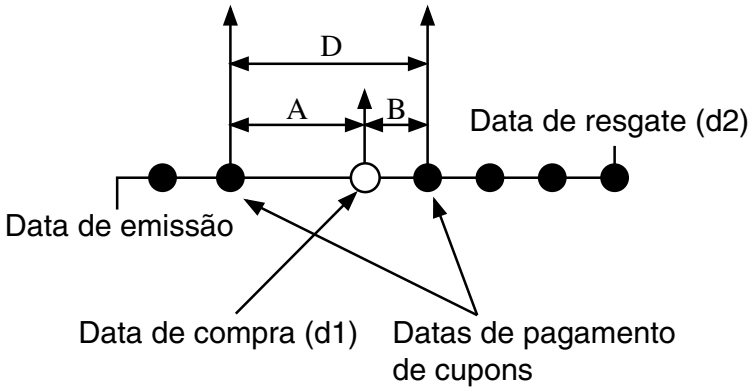 D
A
B
Data de resgate (d2)
Data de emissão
Data de compra (d1)
Datas de pagamento
de cupons